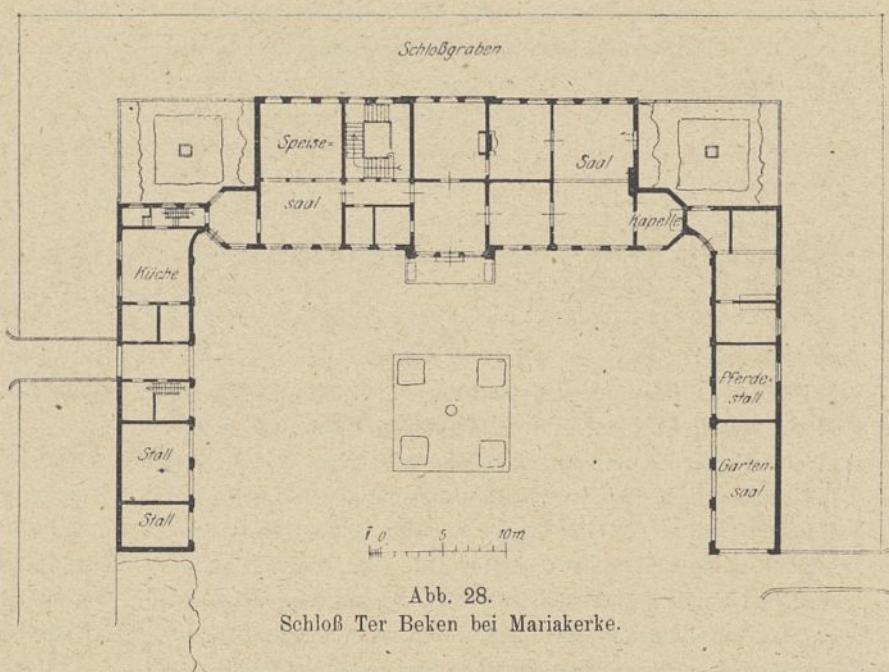 Schloßgraben
Speise=
saal
Saal
Kapelle
Küche
Pferde-
stall
Stall
Garten-
saal
Stall
1 0 5 10m
Abb. 28.
Schloß Ter Beken bei Mariakerke.